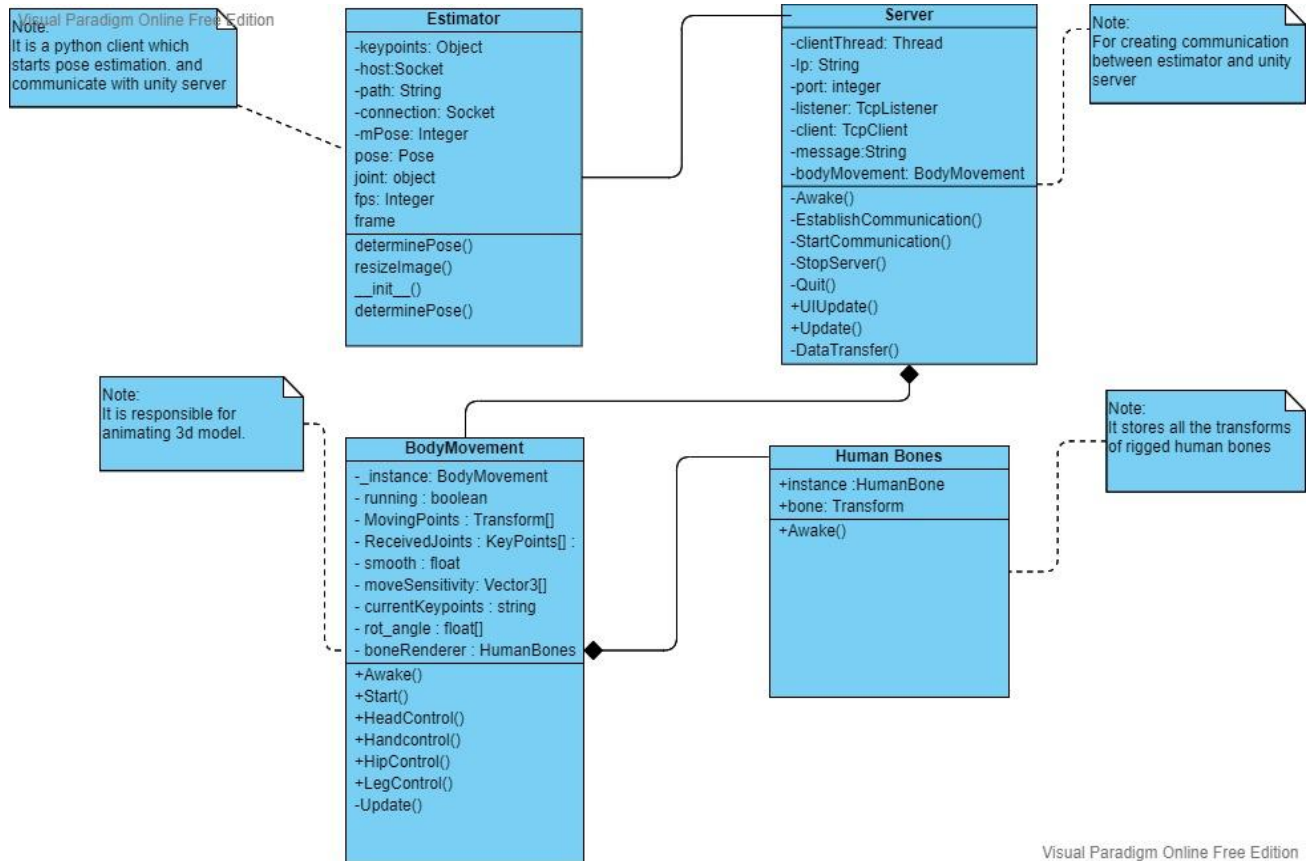 Visual Paradigm Online Free Edition
Note:
It is a python client which
starts pose estimation. and
communicate with unity server
Estimator
-keypoints: Object
-host:Socket
-path: String
-connection: Socket
-mPose: Integer
pose: Pose
joint: object
fps: Integer
frame
determinePose()
resizeImage()
__init__()
determinePose()
Server
-clientThread: Thread
-Ip: String
-port: integer
-listener: TcpListener
-client: TcpClient
-message:String
-bodyMovement: BodyMovement
-Awake()
-EstablishCommunication()
-StartCommunication()
-StopServer()
-Quit()
+UIUpdate()
+Update()
-DataTransfer()
Note:
For creating communication
between estimator and unity
server
Note:
It is responsible for
animating 3d model.
BodyMovement
-_instance: BodyMovement
- running : boolean
- MovingPoints : Transform[]
- ReceivedJoints : KeyPoints[] :
- smooth : float
- moveSensitivity: Vector3[]
- currentKeypoints : string
- rot_angle : float[]
- boneRenderer : HumanBones
+Awake()
+Start()
+HeadControl()
+Handcontrol()
+HipControl()
+LegControl()
-Update()
Human Bones
+instance :HumanBone
+bone: Transform
+Awake()
Note:
It stores all the transforms
of rigged human bones
Visual Paradigm Online Free Edition